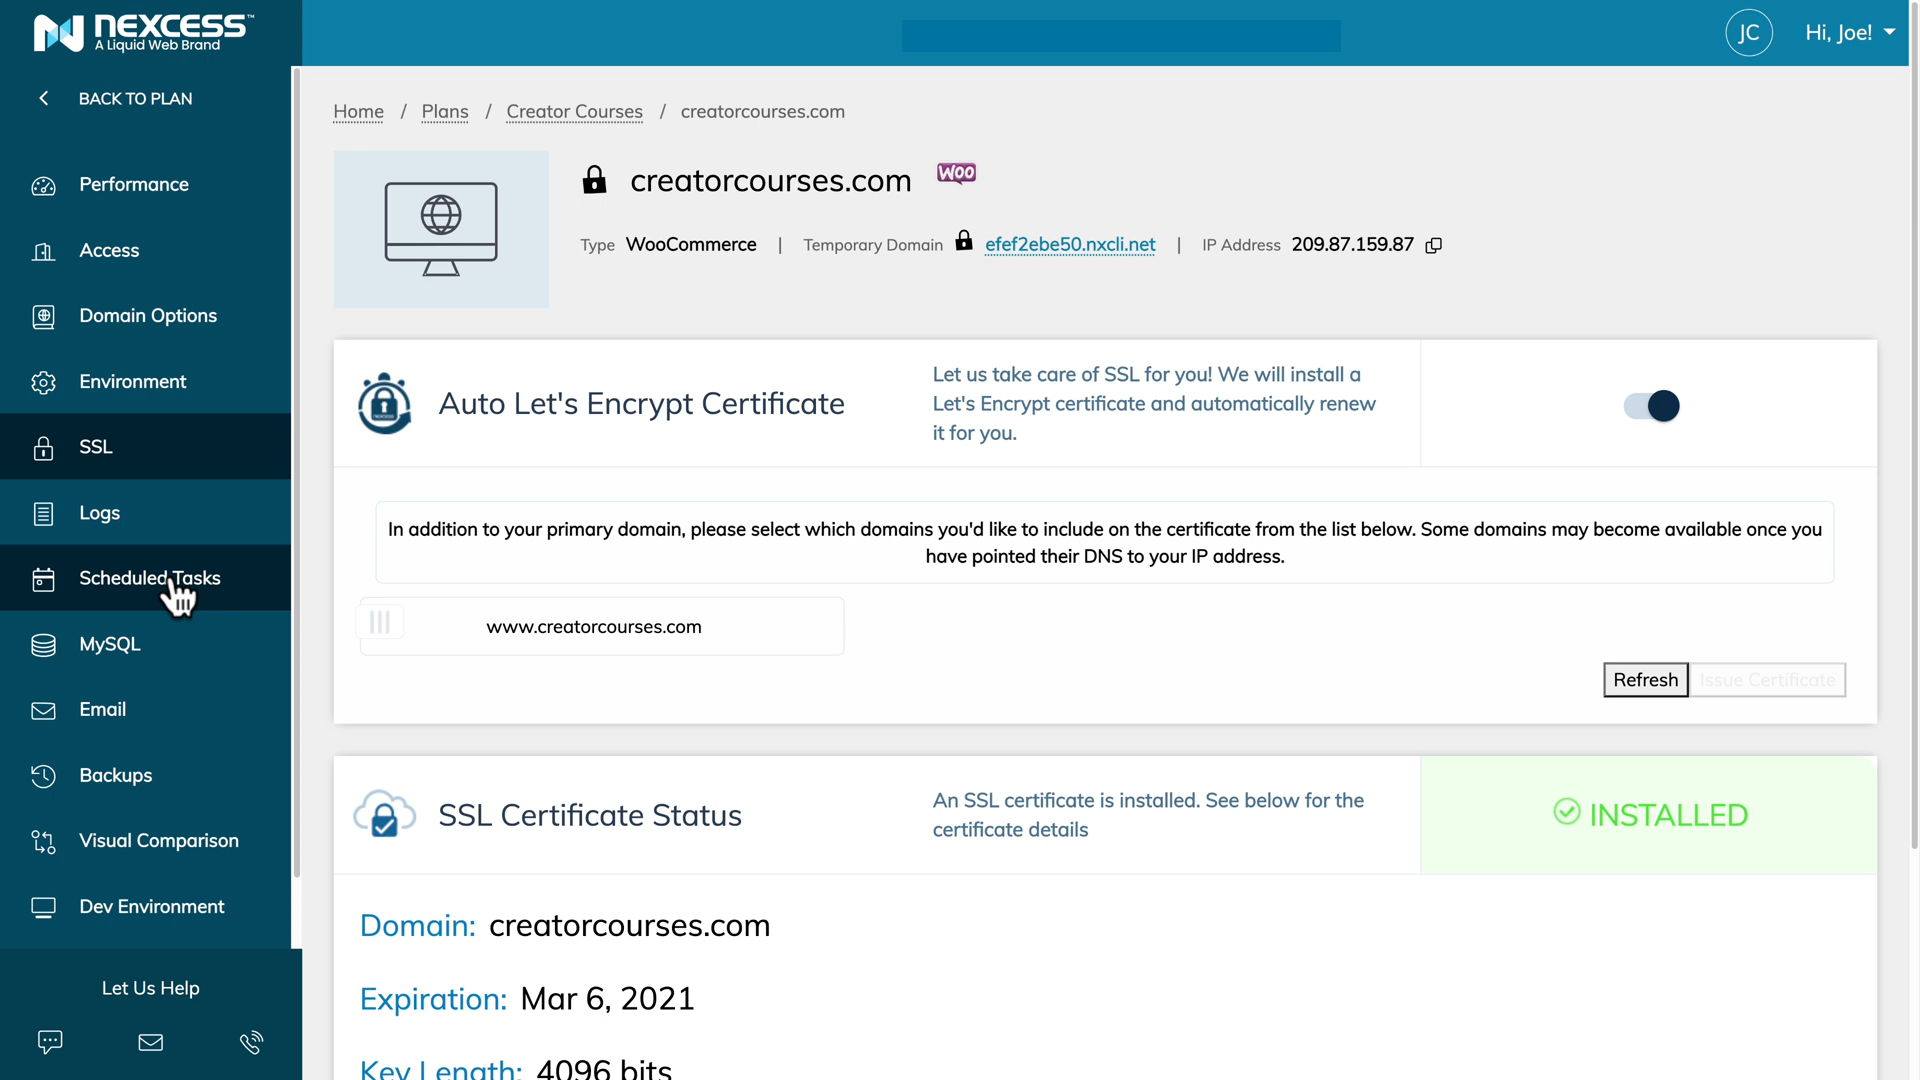 NEXCESS™
A Liquid Web Brand
JC
Hi, Joe!
BACK TO PLAN
Performance
Access
Domain Options
Environment
SSL
Logs
Scheduled Tasks
MySQL
Email
Backups
Visual Comparison
Dev Environment
Let Us Help
Home / Plans / Creator Courses / creatorcourses.com
creatorcourses.com
WOO
Type WooCommerce | Temporary Domain efef2ebe50.nxcli.net | IP Address 209.87.159.87
Auto Let's Encrypt Certificate
Let us take care of SSL for you! We will install a
Let's Encrypt certificate and automatically renew
it for you.
In addition to your primary domain, please select which domains you'd like to include on the certificate from the list below. Some domains may become available once you
have pointed their DNS to your IP address.
www.creatorcourses.com
Refresh
Issue Certificate
SSL Certificate Status
An SSL certificate is installed. See below for the
certificate details
INSTALLED
Domain: creatorcourses.com
Expiration: Mar 6, 2021
Key Length: 4096 bits